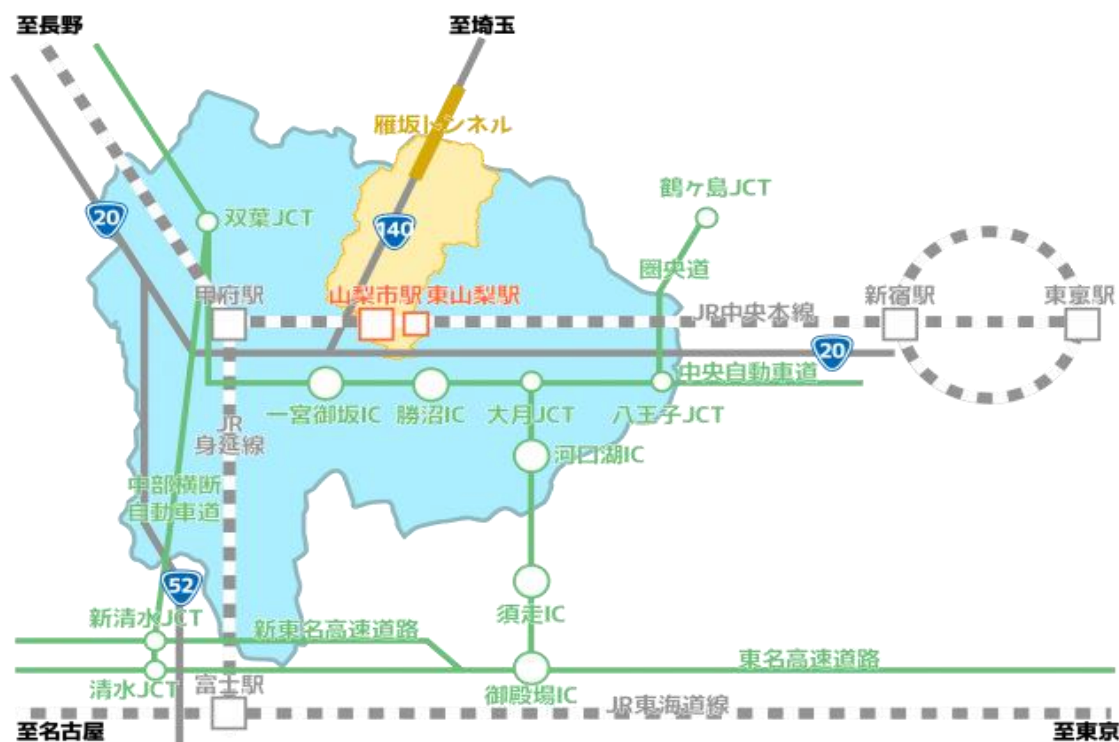 至長野
至埼玉
雁坂トンネル
鶴ヶ島JCT
20
双葉JCT
140
圏央道
甲府駅
山梨市駅
東山梨駅
JR中央本線
新宿駅
東京駅
20
中央自動車道
一宮御坂IC
勝沼IC
大月JCT
八王子JCT
JR
身延線
河口湖IC
中部横断
自動車道
52
須走IC
新清水JCT
新東名高速道路
東名高速道路
清水JCT
富士駅
御殿場IC
JR東海道線
至名古屋
至東京